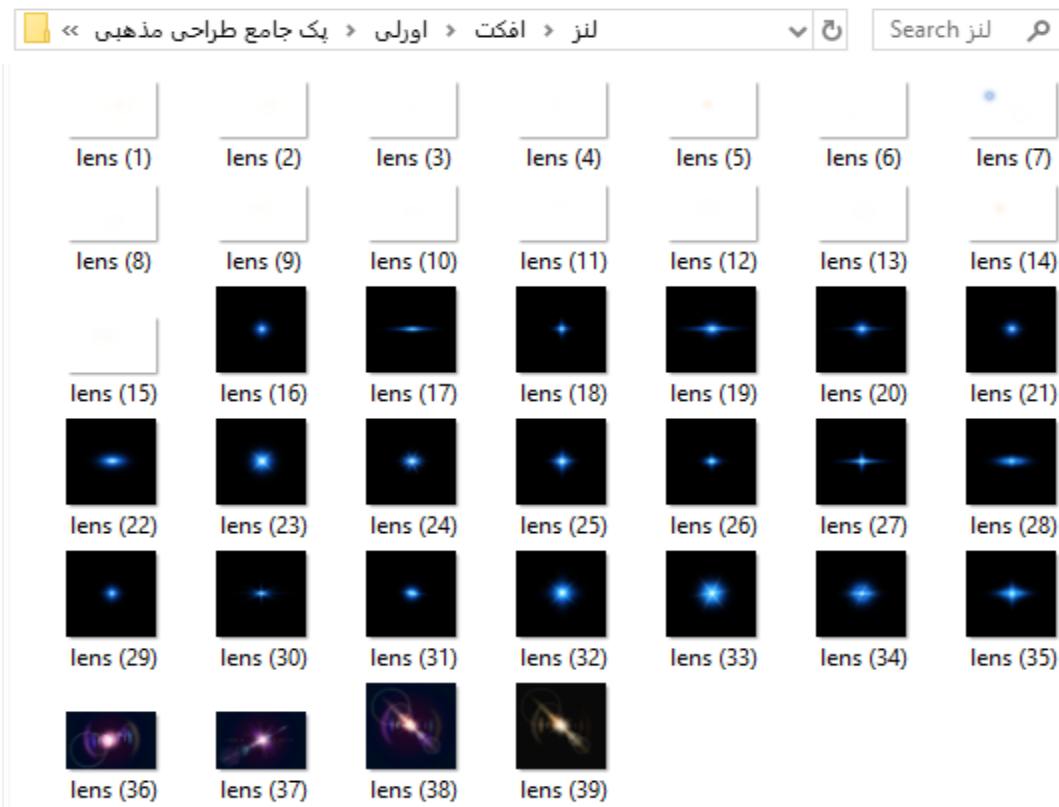 « پک جامع طراحی مذهبی › اورلی › افکت › لنز
Search لنز
lens (1) lens (2) lens (3) lens (4) lens (5) lens (6) lens (7)
lens (8) lens (9) lens (10) lens (11) lens (12) lens (13) lens (14)
lens (15) lens (16) lens (17) lens (18) lens (19) lens (20) lens (21)
lens (22) lens (23) lens (24) lens (25) lens (26) lens (27) lens (28)
lens (29) lens (30) lens (31) lens (32) lens (33) lens (34) lens (35)
lens (36) lens (37) lens (38) lens (39)